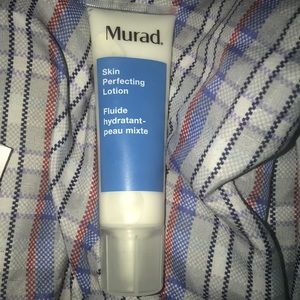 Murad.
Skin
Perfecting
Lotion
Fluide
hydratant-
peau mixte